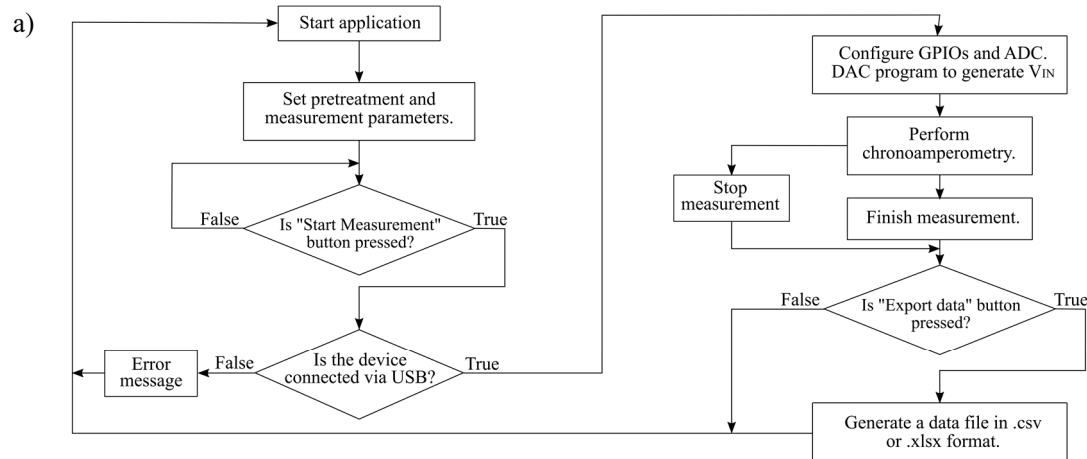 a)
Start application
Set pretreatment and
measurement parameters.
Is "Start Measurement"
button pressed?
False
True
Is the device
connected via USB?
False
True
Error
message
Configure GPIOs and ADC.
DAC program to generate VIN
Perform
chronoamperometry.
Stop
measurement
Finish measurement.
Is "Export data" button
pressed?
False
True
Generate a data file in .csv
or .xlsx format.